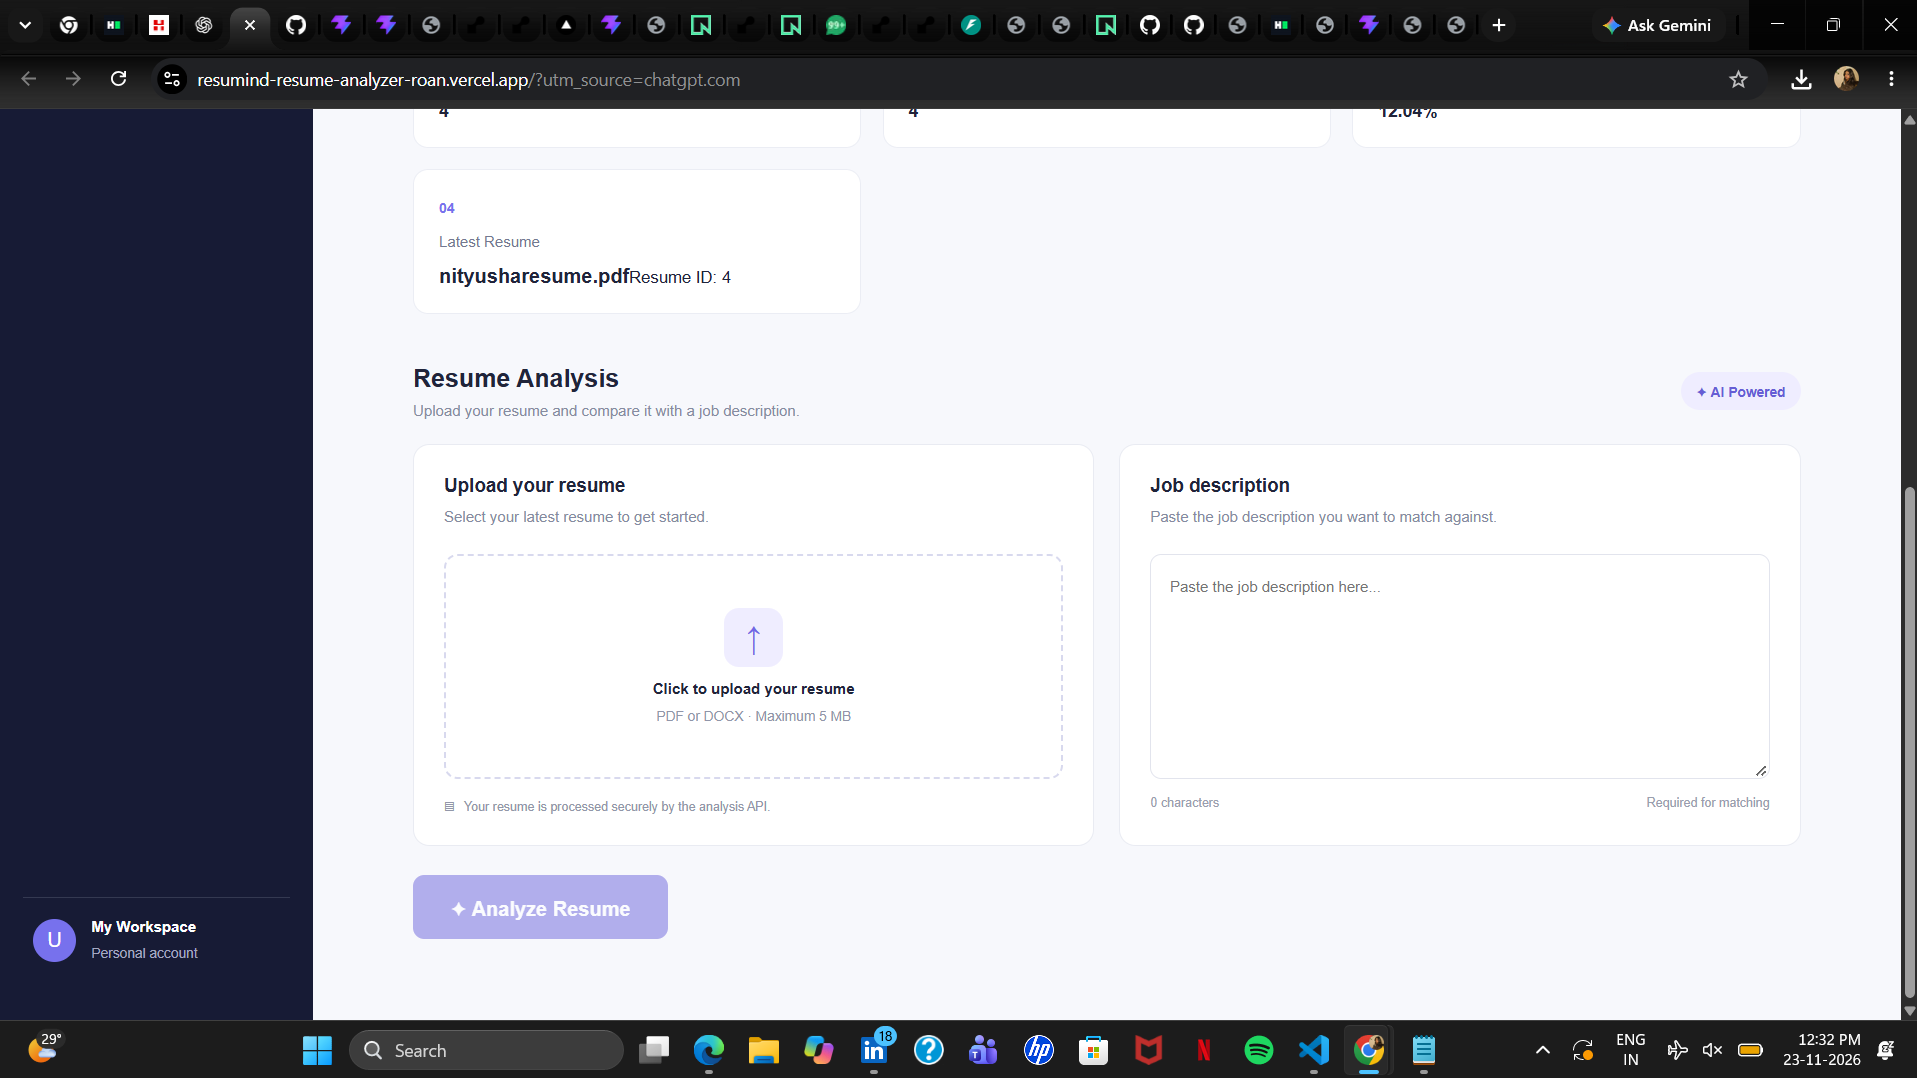 Ask Gemini
resumind-resume-analyzer-roan.vercel.app/?utm_source=chatgpt.com
4
4
12.04%
04
Latest Resume
nityusharesume.pdfResume ID: 4
Resume Analysis
Upload your resume and compare it with a job description.
✦ AI Powered
Upload your resume
Select your latest resume to get started.
↑
Click to upload your resume
PDF or DOCX · Maximum 5 MB
Your resume is processed securely by the analysis API.
Job description
Paste the job description you want to match against.
Paste the job description here...
0 characters
Required for matching
✦ Analyze Resume
U
My Workspace
Personal account
29°
Search
18
99+
hp
ENG
IN
12:32 PM
23-11-2026